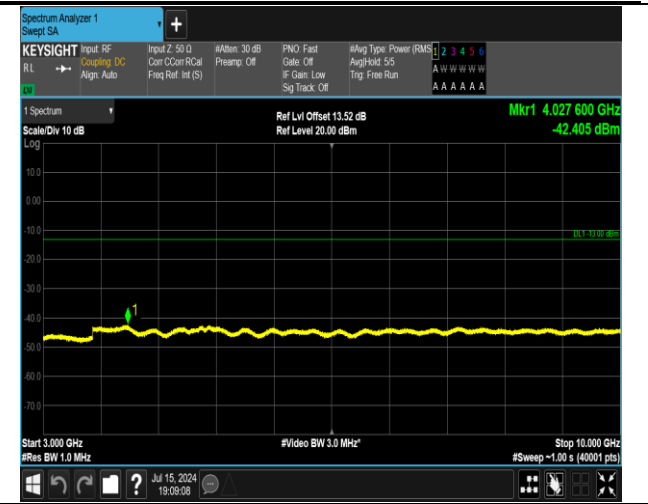 Spectrum Analyzer 1
Swept SA
+
KEYSIGHT
RL
Input: RF
Coupling: DC
Align: Auto
Input Z: 50 Ω
Corr CCorr RCal
Freq Ref: Int (S)
#Atten: 30 dB
Preamp: Off
PNO: Fast
Gate: Off
IF Gain: Low
Sig Track: Off
#Avg Type: Power (RMS
Avg|Hold: 5/5
Trig: Free Run
1 2 3 4 5 6
A W W W W W
A A A A A A
1 Spectrum
Scale/Div 10 dB
Log
Ref Lvl Offset 13.52 dB
Ref Level 20.00 dBm
Mkr1 4.027 600 GHz
-42.405 dBm
10.0
0.00
-10.0
DL1 -13.00 dBm
-20.0
-30.0
1
-40.0
-50.0
-60.0
-70.0
Start 3.000 GHz
#Res BW 1.0 MHz
#Video BW 3.0 MHz*
Stop 10.000 GHz
#Sweep ~1.00 s (40001 pts)
?
Jul 15, 2024
19:09:08